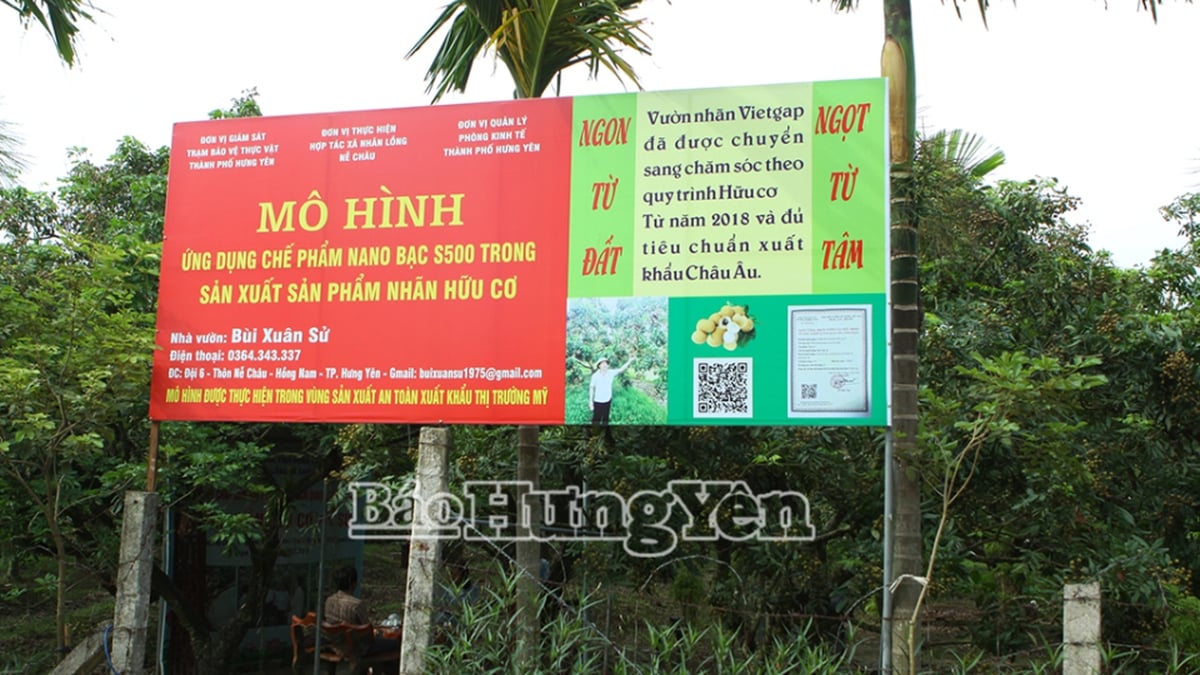 ĐƠN VỊ GIÁM SÁT
TRẠM BẢO VỆ THỰC VẬT
THÀNH PHỐ HƯNG YÊN
ĐƠN VỊ THỰC HIỆN
HỢP TÁC XÃ NHÃN LỒNG
NỄ CHÂU
ĐƠN VỊ QUẢN LÝ
PHÒNG KINH TẾ
THÀNH PHỐ HƯNG YÊN
MÔ HÌNH
ỨNG DỤNG CHẾ PHẨM NANO BẠC S500 TRONG
SẢN XUẤT SẢN PHẨM NHÃN HỮU CƠ
Nhà vườn: Bùi Xuân Sử
Điện thoại: 0364.343.337
ĐC: Đội 6 - Thôn Nễ Châu - Hồng Nam - TP. Hưng Yên - Gmail: buixuansu1975@gmail.com
MÔ HÌNH ĐƯỢC THỰC HIỆN TRONG VÙNG SẢN XUẤT AN TOÀN XUẤT KHẨU THỊ TRƯỜNG MỸ
NGON
TỪ
ĐẤT
Vườn nhãn Vietgap
đã được chuyển
sang chăm sóc theo
quy trình Hữu cơ
Từ năm 2018 và đủ
tiêu chuẩn xuất
khẩu Châu Âu.
NGỌT
TỪ
TÂM
Báo Hưng Yên